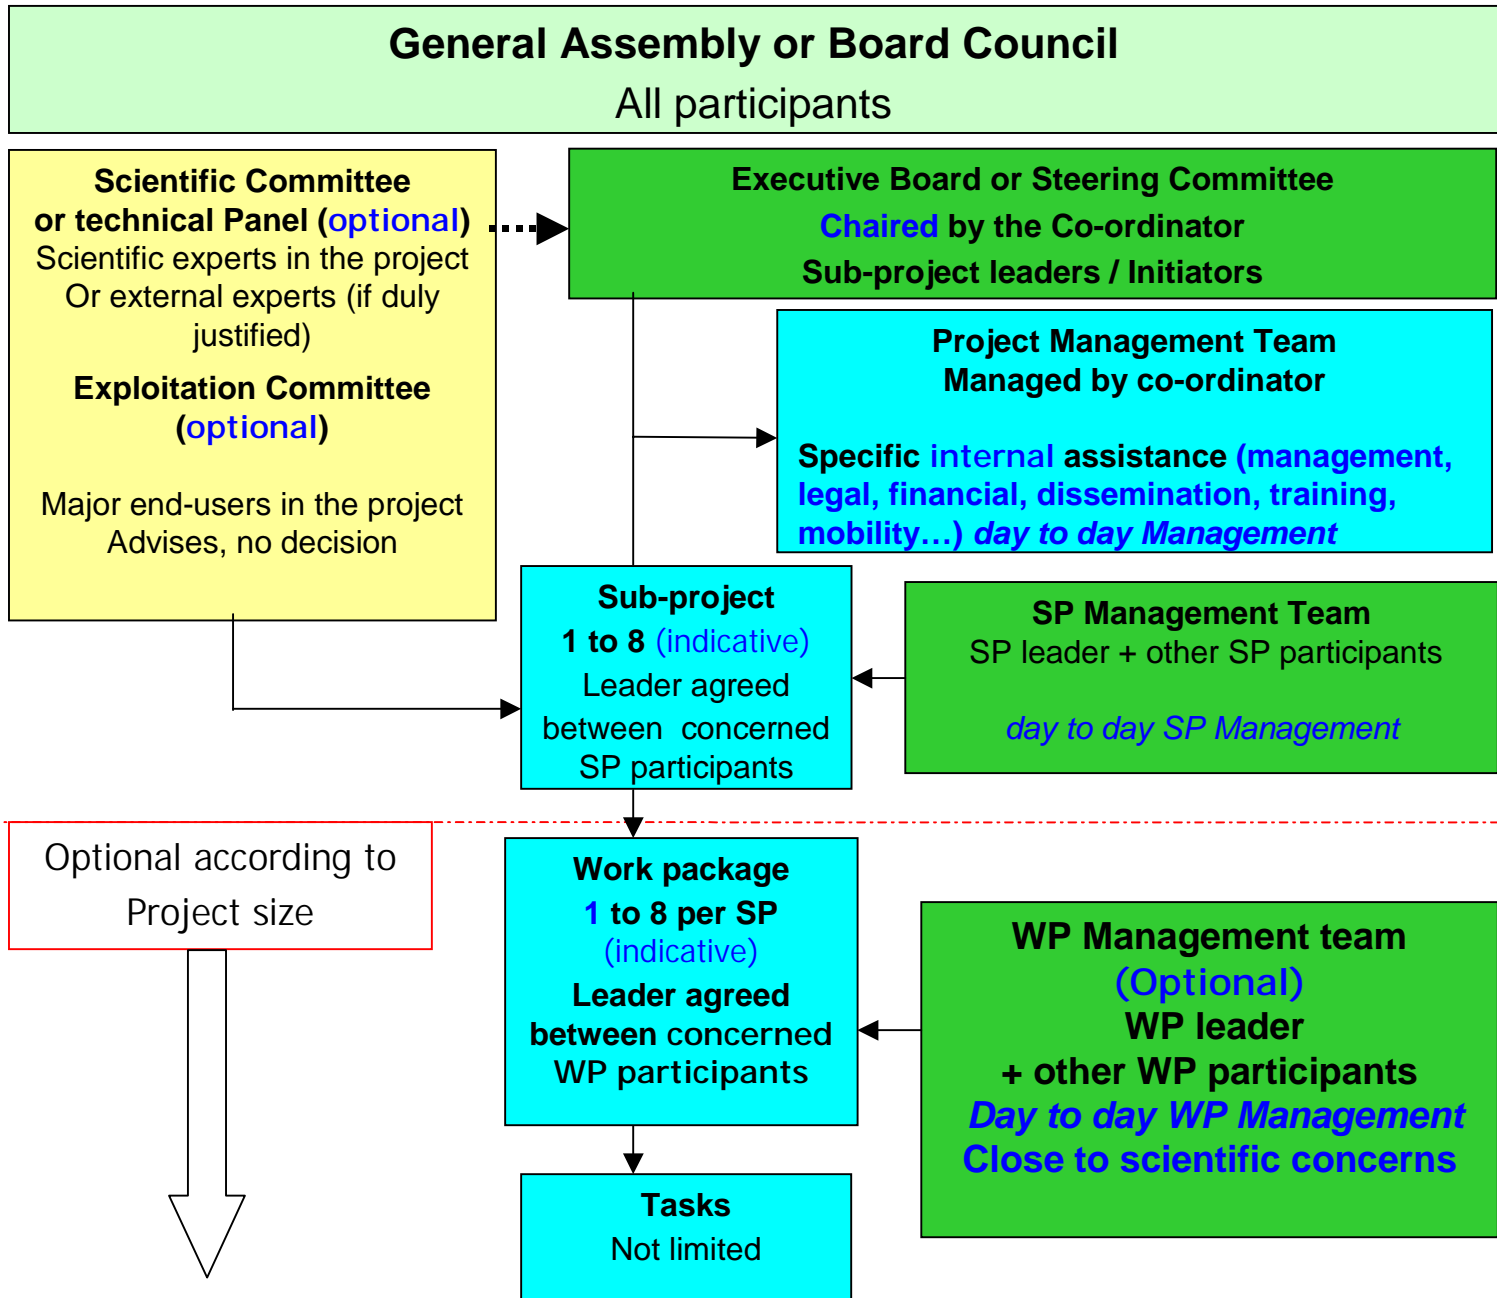 General Assembly or Board Council
All participants
Scientific Committee
or technical Panel (optional)
Scientific experts in the project
Or external experts (if duly
justified)
Exploitation Committee
(optional)
Major end-users in the project
Advises, no decision
Executive Board or Steering Committee
Chaired by the Co-ordinator
Sub-project leaders / Initiators
Project Management Team
Managed by co-ordinator
Specific internal assistance (management,
legal, financial, dissemination, training,
mobility…) day to day Management
Sub-project
1 to 8 (indicative)
Leader agreed
between concerned
SP participants
SP Management Team
SP leader + other SP participants
day to day SP Management
Optional according to
Project size
Work package
1 to 8 per SP
(indicative)
Leader agreed
between concerned
WP participants
WP Management team
(Optional)
WP leader
+ other WP participants
Day to day WP Management
Close to scientific concerns
Tasks
Not limited